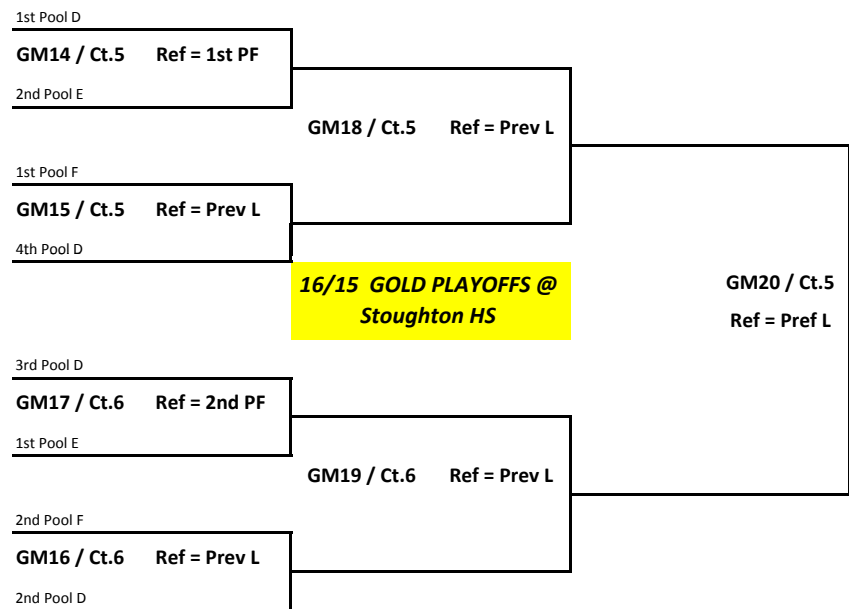 1st Pool D
GM14 / Ct.5 Ref = 1st PF
2nd Pool E
GM18 / Ct.5 Ref = Prev L
1st Pool F
GM15 / Ct.5 Ref = Prev L
4th Pool D
16/15 GOLD PLAYOFFS @
Stoughton HS
GM20 / Ct.5
Ref = Pref L
3rd Pool D
GM17 / Ct.6 Ref = 2nd PF
1st Pool E
GM19 / Ct.6 Ref = Prev L
2nd Pool F
GM16 / Ct.6 Ref = Prev L
2nd Pool D